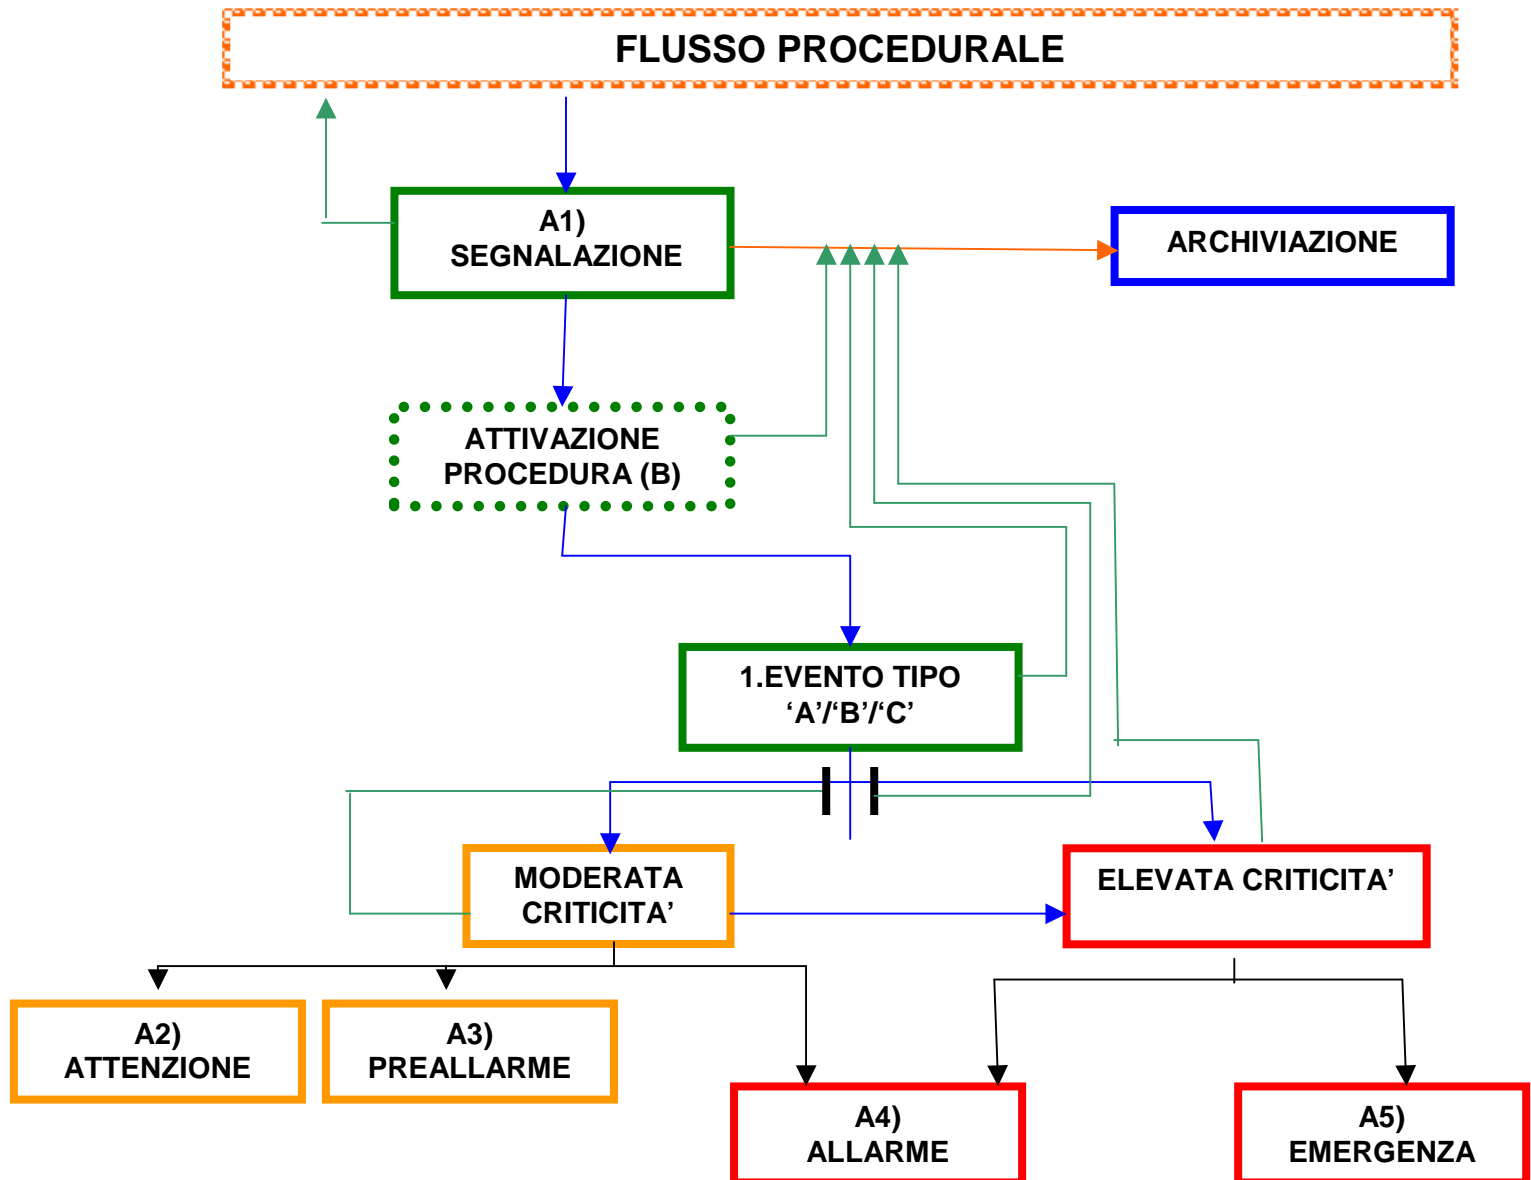 FLUSSO PROCEDURALE
A1)
SEGNALAZIONE
ARCHIVIAZIONE
ATTIVAZIONE
PROCEDURA (B)
1.EVENTO TIPO
‘A’/‘B’/‘C’
MODERATA
CRITICITA’
ELEVATA CRITICITA’
A2)
ATTENZIONE
A3)
PREALLARME
A4)
ALLARME
A5)
EMERGENZA